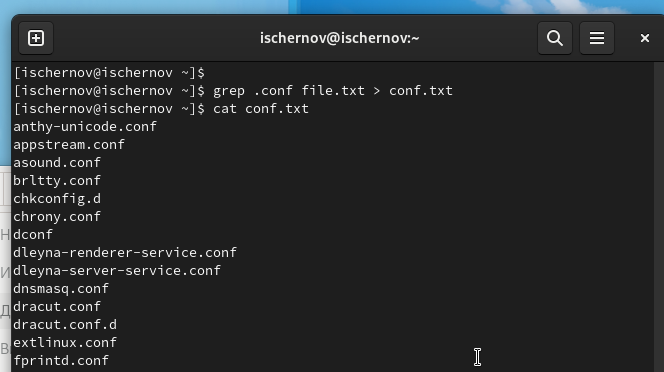 ischernov@ischernov:~
[ischernov@ischernov ~]$
[ischernov@ischernov ~]$ grep .conf file.txt > conf.txt
[ischernov@ischernov ~]$ cat conf.txt
anthy-unicode.conf
appstream.conf
asound.conf
brltty.conf
chkconfig.d
chrony.conf
dconf
dleyna-renderer-service.conf
dleyna-server-service.conf
dnsmasq.conf
dracut.conf
dracut.conf.d
extlinux.conf
fprintd.conf